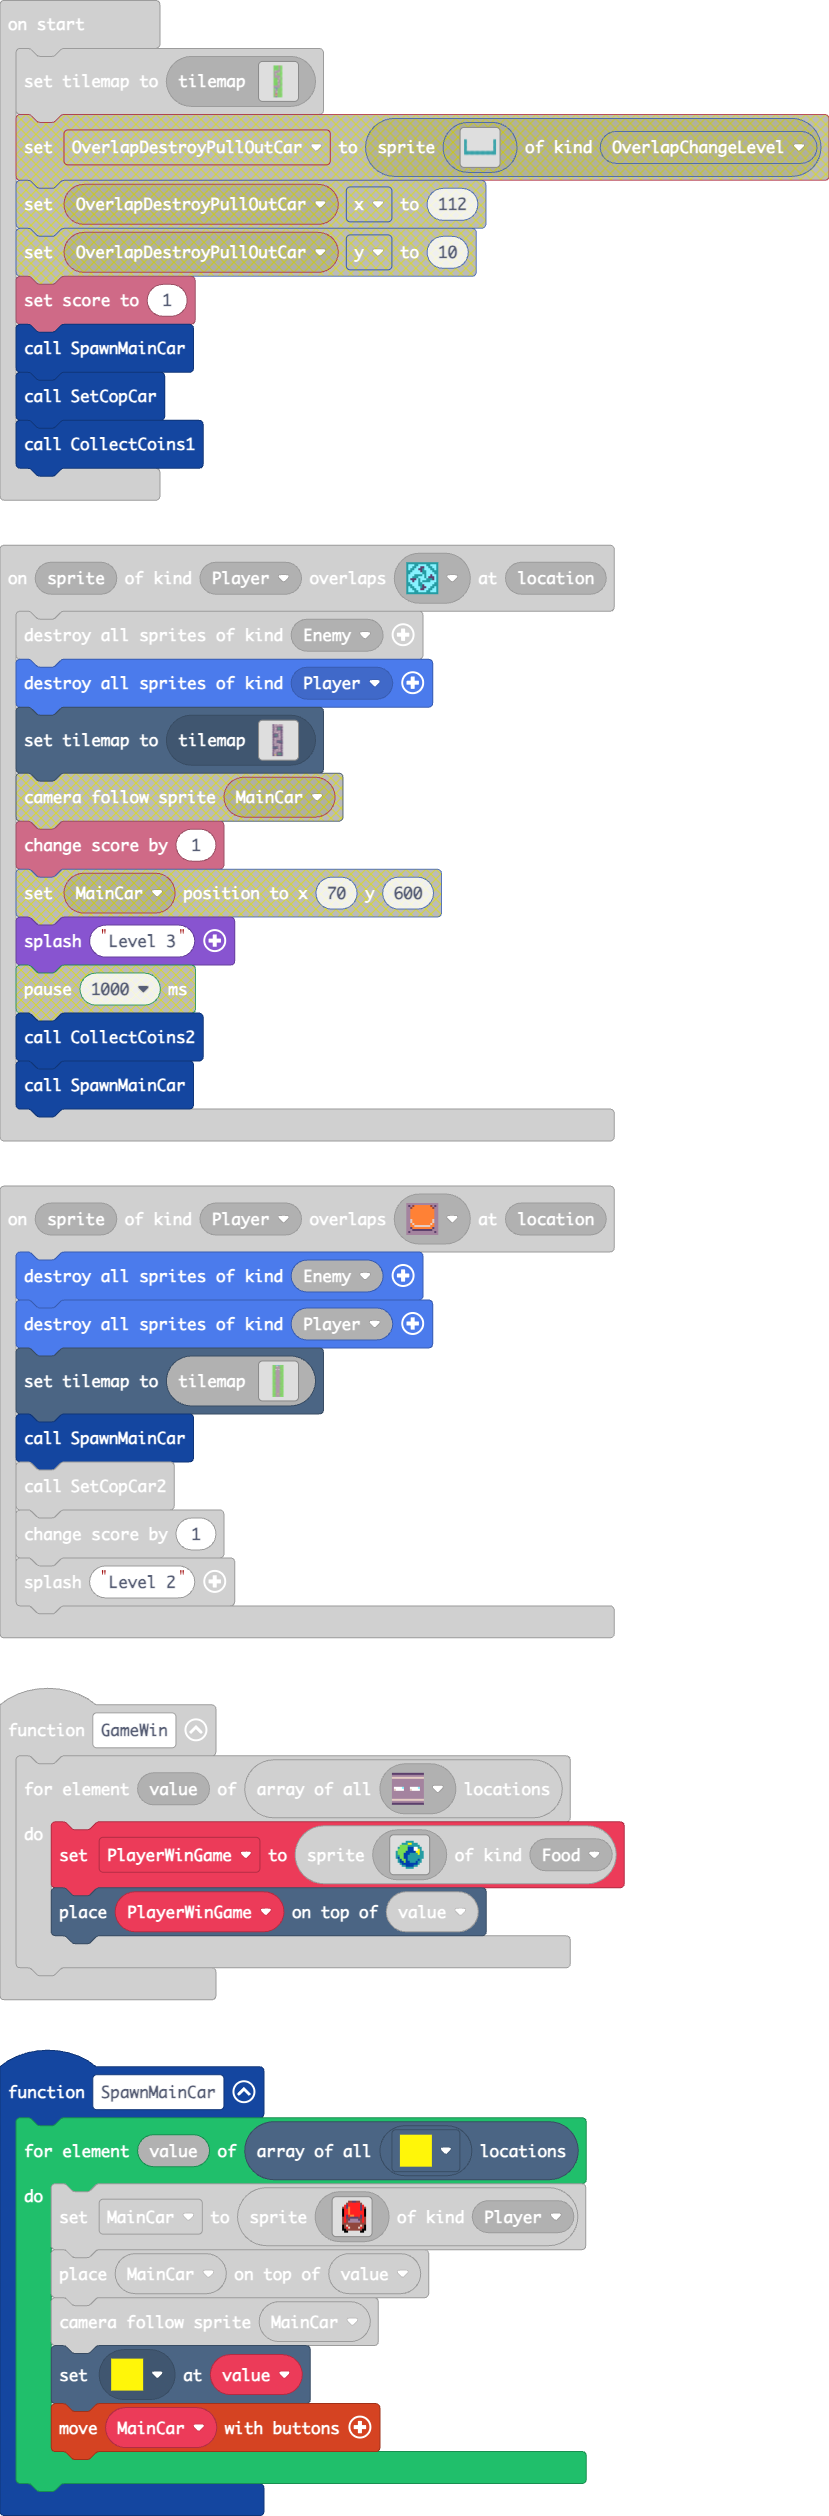 on start
set tilemap to tilemap
set OverlapDestroyPullOutCar to sprite of kind OverlapChangeLevel
set OverlapDestroyPullOutCar x to 112
set OverlapDestroyPullOutCar y to 10
set score to 1
call SpawnMainCar
call SetCopCar
call CollectCoins1
on sprite of kind Player overlaps at location
destroy all sprites of kind Enemy
destroy all sprites of kind Player
set tilemap to tilemap
camera follow sprite MainCar
change score by 1
set MainCar position to x 70 y 600
splash "Level 3"
pause 1000 ms
call CollectCoins2
call SpawnMainCar
on sprite of kind Player overlaps at location
destroy all sprites of kind Enemy
destroy all sprites of kind Player
set tilemap to tilemap
call SpawnMainCar
call SetCopCar2
change score by 1
splash "Level 2"
function GameWin
for element value of array of all locations
do
set PlayerWinGame to sprite of kind Food
place PlayerWinGame on top of value
function SpawnMainCar
for element value of array of all locations
do
set MainCar to sprite of kind Player
place MainCar on top of value
camera follow sprite MainCar
set at value
move MainCar with buttons